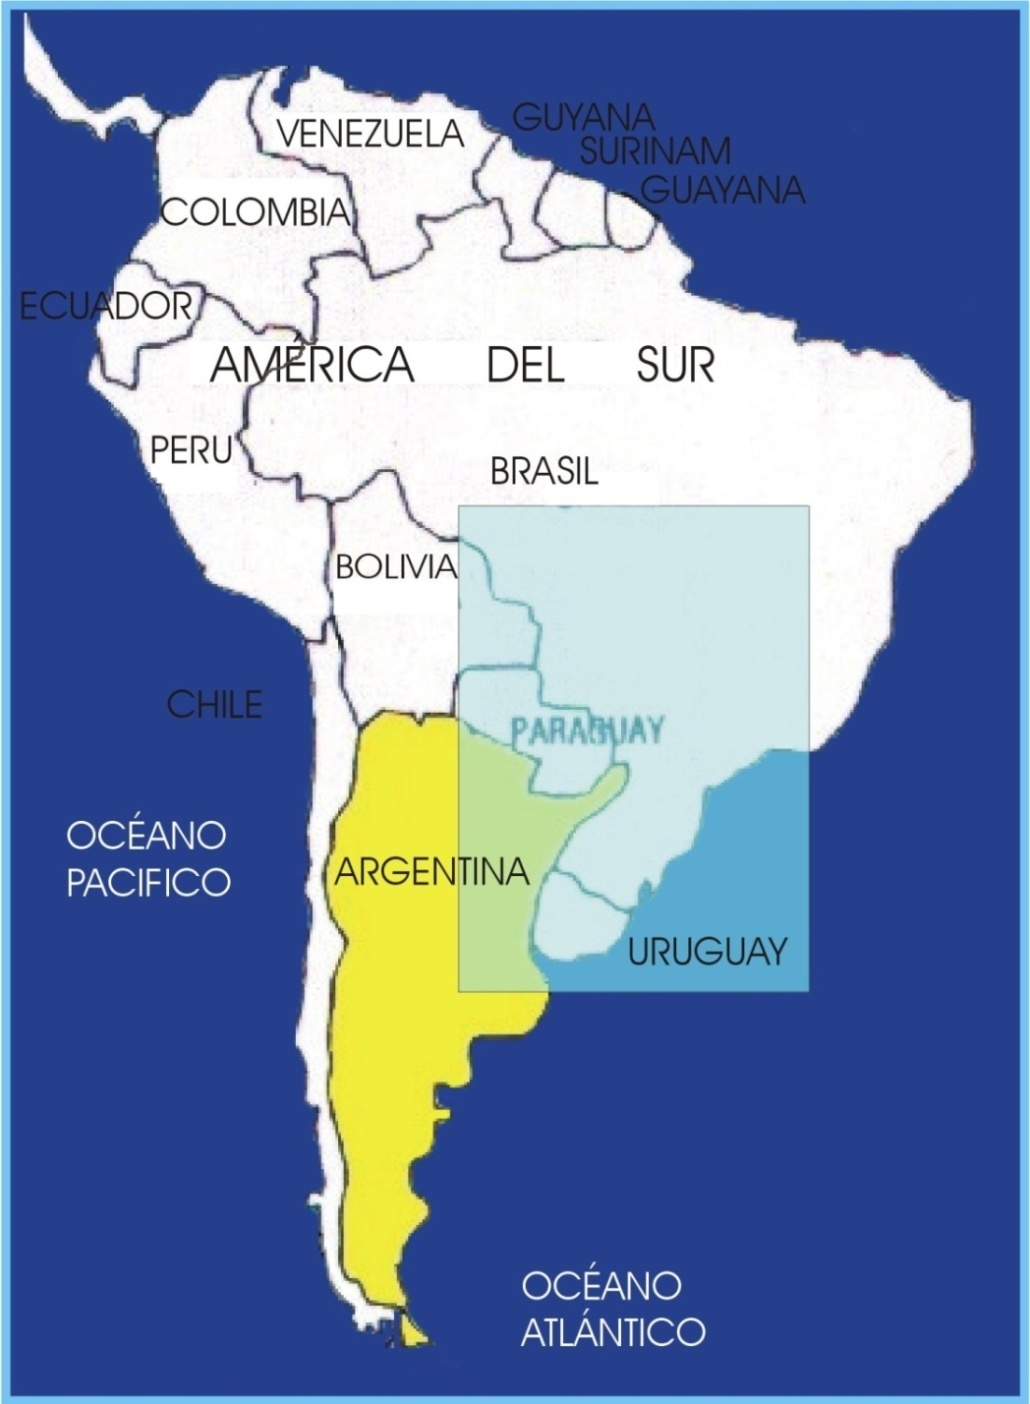 GUYANA
VENEZUELA
SURINAM
GUAYANA
COLOMBIA
ECUADOR
AMÉRICA DEL SUR
PERU
BRASIL
BOLIVIA
CHILE
PARAGUAY
OCÉANO
PACIFICO
ARGENTINA
URUGUAY
OCÉANO
ATLÁNTICO